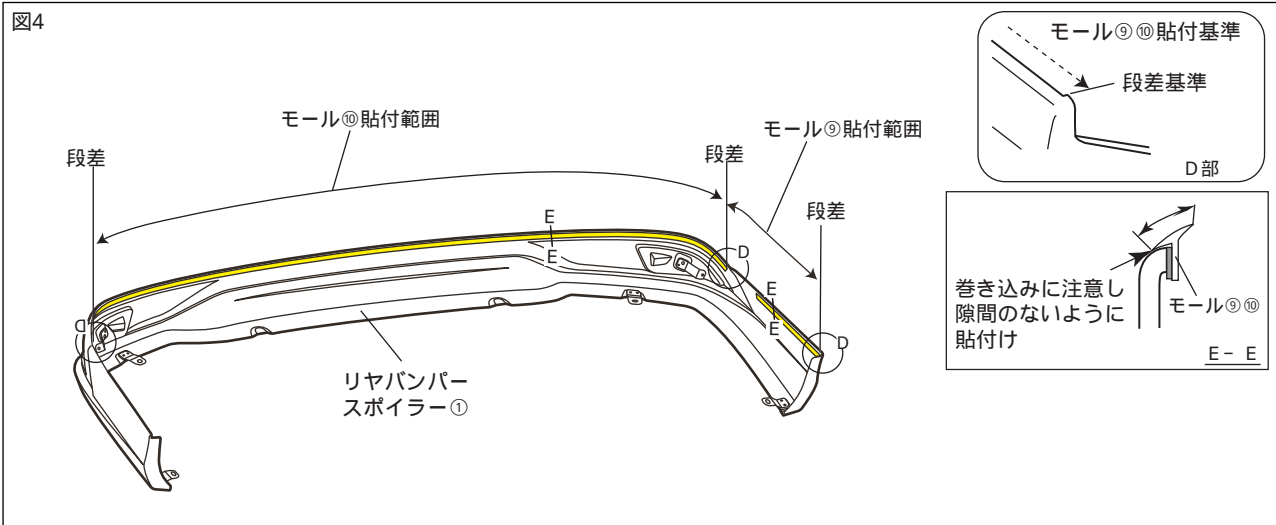 図4
モール⑩貼付範囲
モール⑨貼付範囲
段差
段差
段差
E
E
D
E
E
D
D
リヤバンパー
スポイラー①
モール⑨⑩貼付基準
段差基準
D部
巻き込みに注意し
隙間のないように
貼付け
モール⑨⑩
E- E